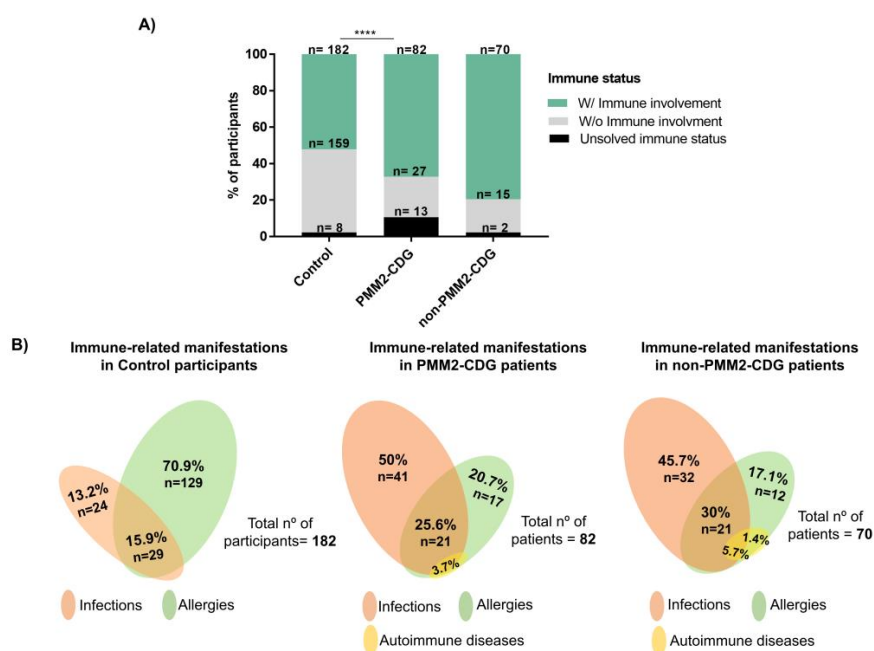 A)
****
n= 182
n=82
n=70
100
80
60
40
20
0
% of participants
n= 159
n= 27
n= 15
n= 8
n= 13
n= 2
Control
PMM2-CDG
non-PMM2-CDG
Immune status
W/ Immune involvement
W/o Immune involvment
Unsolved immune status
B)
Immune-related manifestations
in Control participants
70.9%
n=129
13.2%
n=24
15.9%
n=29
Total nº of
participants= 182
Infections
Allergies
Immune-related manifestations
in PMM2-CDG patients
50%
n=41
20.7%
n=17
25.6%
n=21
3.7%
Total nº of
patients = 82
Infections
Allergies
Autoimmune diseases
Immune-related manifestations
in non-PMM2-CDG patients
45.7%
n=32
17.1%
n=12
30%
n=21
1.4%
5.7%
Total nº of
patients = 70
Infections
Allergies
Autoimmune diseases